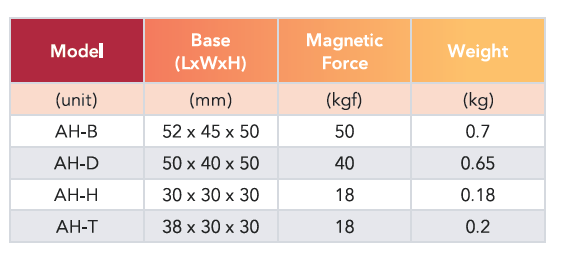 Model Base (LxWxH) Magnetic Force Weight
(unit) (mm) (kgf) (kg)
AH-B 52 x 45 x 50 50 0.7
AH-D 50 x 40 x 50 40 0.65
AH-H 30 x 30 x 30 18 0.18
AH-T 38 x 30 x 30 18 0.2